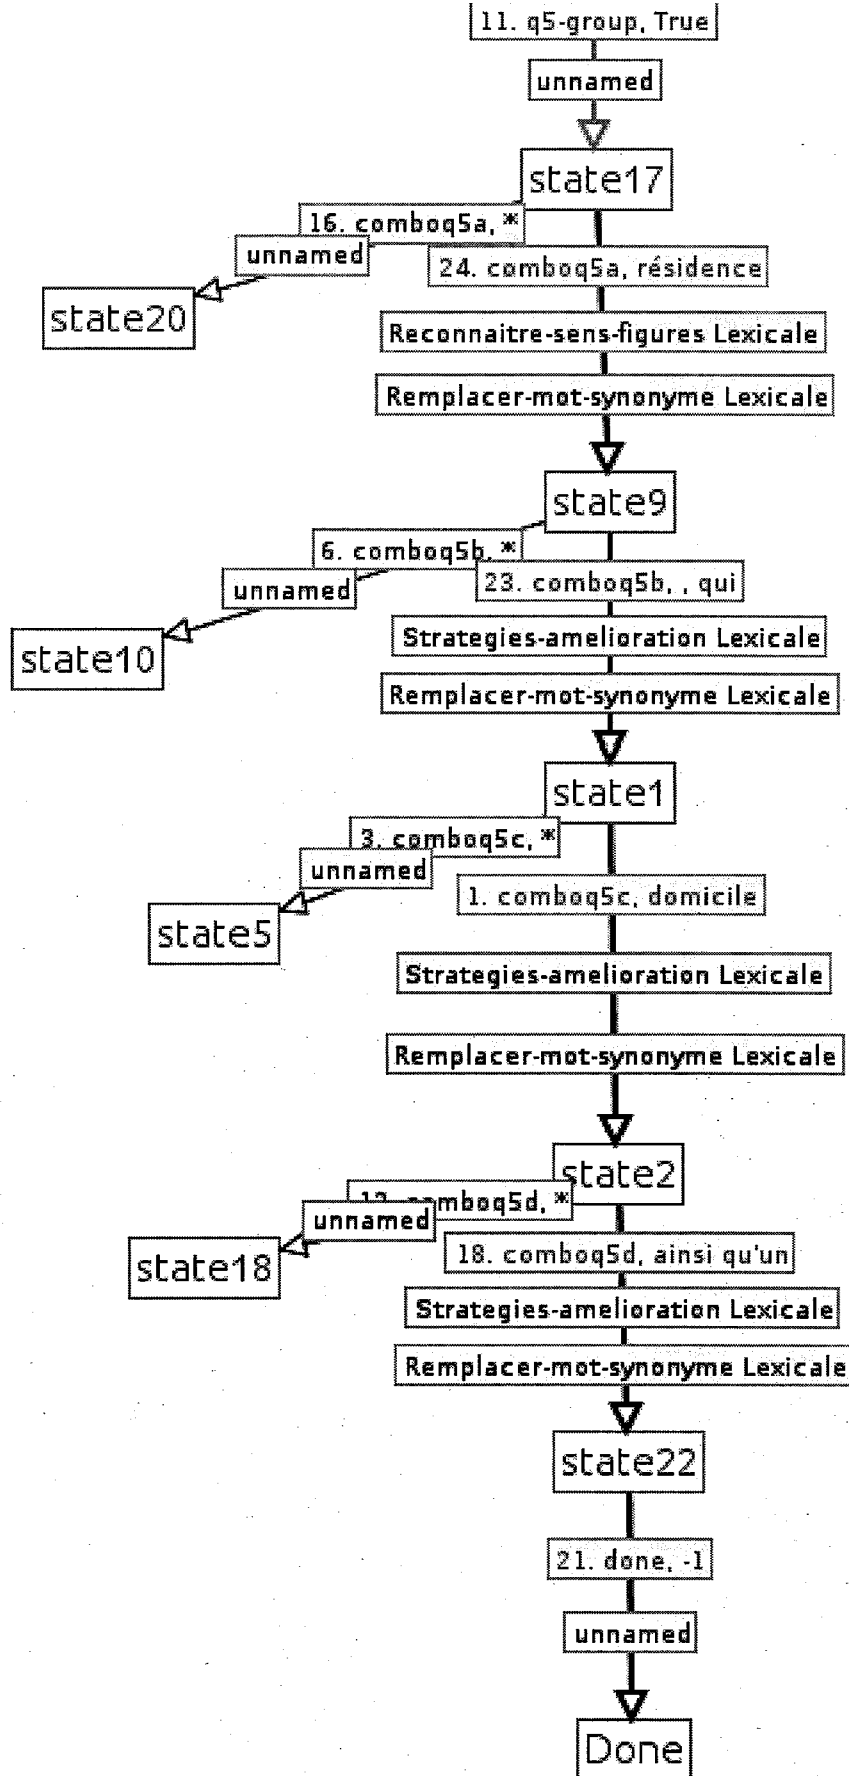 11. q5-group, True
unnamed
state17
16. comboq5a, *
unnamed
24. comboq5a, résidence
state20
Reconnaitre-sens-figures Lexicale
Remplacer-mot-synonyme Lexicale
state9
6. comboq5b, *
23. comboq5b, , qui
unnamed
Strategies-amelioration Lexicale
state10
Remplacer-mot-synonyme Lexicale
state1
3. comboq5c, *
unnamed
1. comboq5c, domicile
state5
Strategies-amelioration Lexicale
Remplacer-mot-synonyme Lexicale
state2
comboq5d, *
unnamed
18. comboq5d, ainsi qu'un
state18
Strategies-amelioration Lexicale
Remplacer-mot-synonyme Lexicale
state22
21. done, -1
unnamed
Done